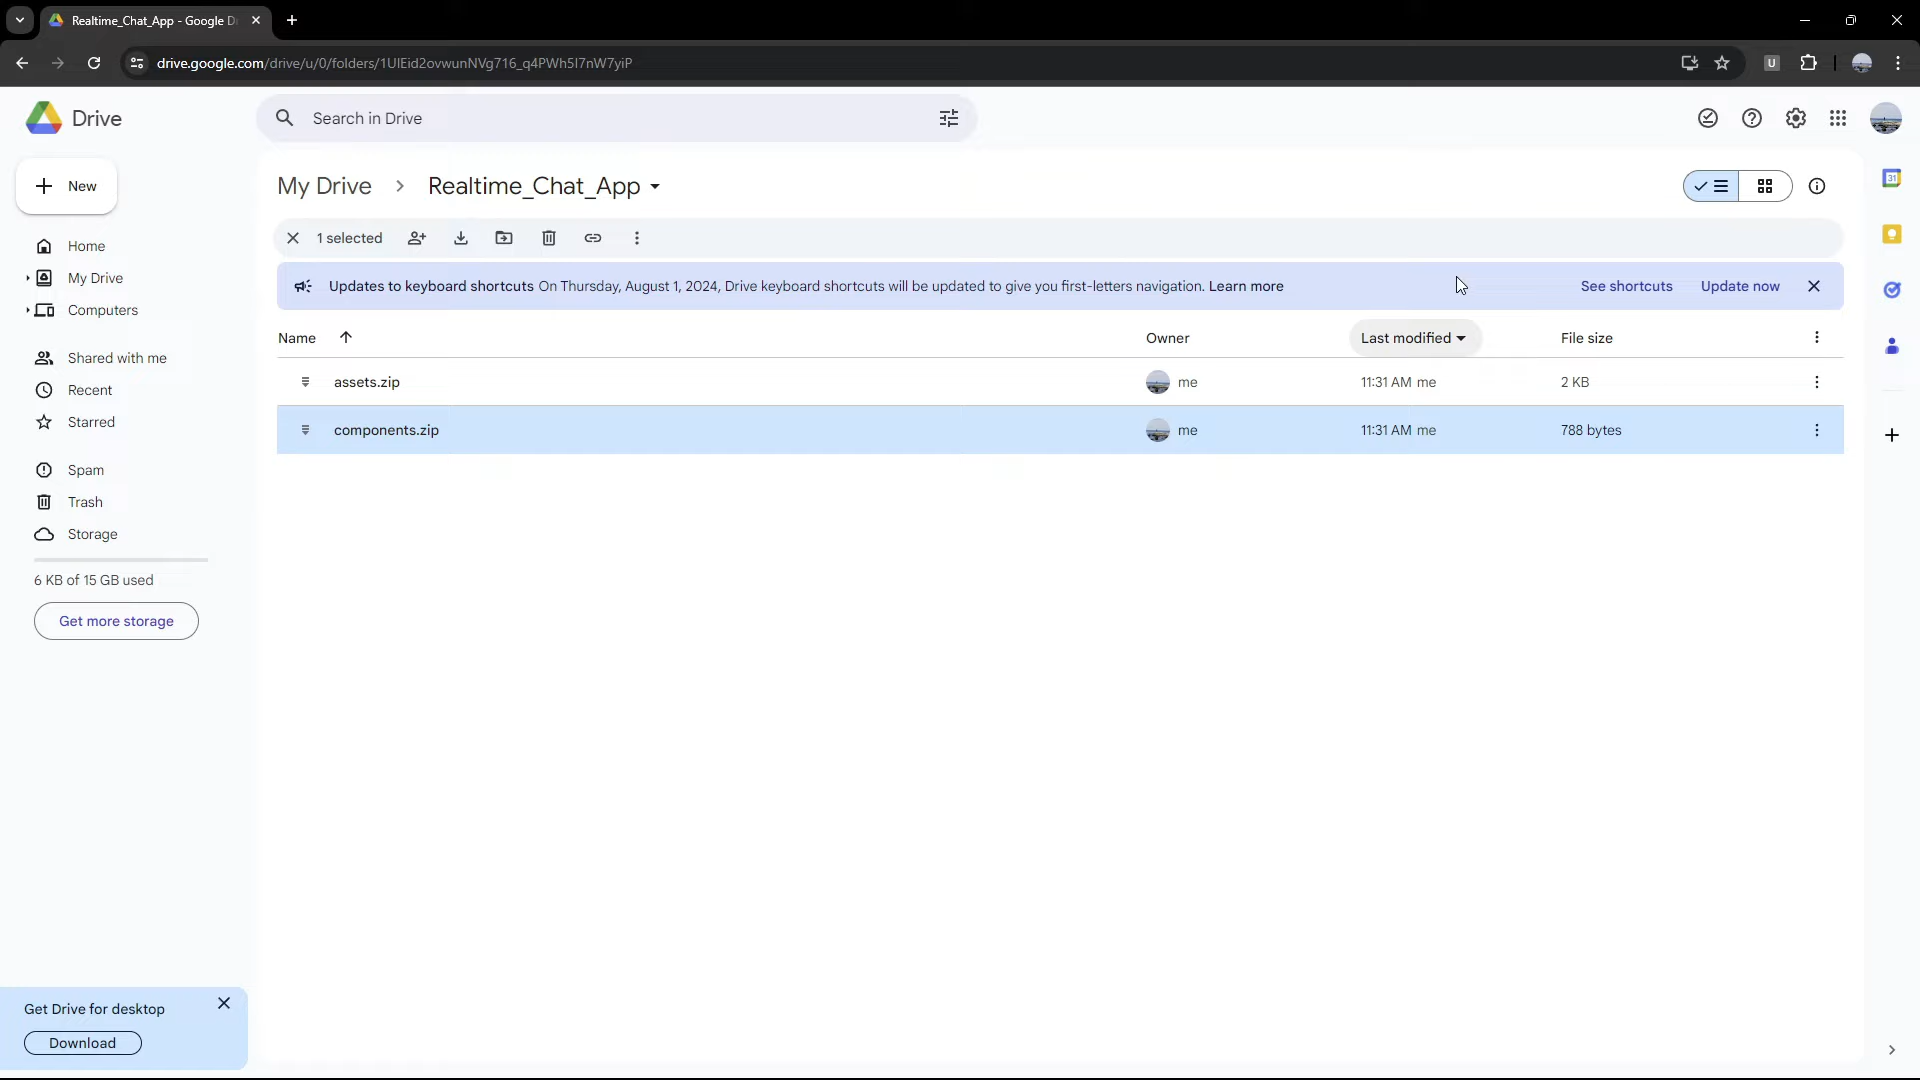 Realtime_Chat_App - Google D
drive.google.com/drive/u/0/folders/1UIEid2ovwunNVg716_q4PWh5I7nW7yiP
U
Drive
Search in Drive
New
My Drive
Realtime_Chat_App
31
1 selected
Home
My Drive
Computers
Shared with me
Recent
Starred
Spam
Trash
Storage
6 KB of 15 GB used
Get more storage
Updates to keyboard shortcuts On Thursday, August 1, 2024, Drive keyboard shortcuts will be updated to give you first-letters navigation. Learn more
See shortcuts
Update now
Name
Owner
Last modified
File size
assets.zip
me
11:31 AM me
2 KB
components.zip
me
11:31 AM me
788 bytes
Get Drive for desktop
Download